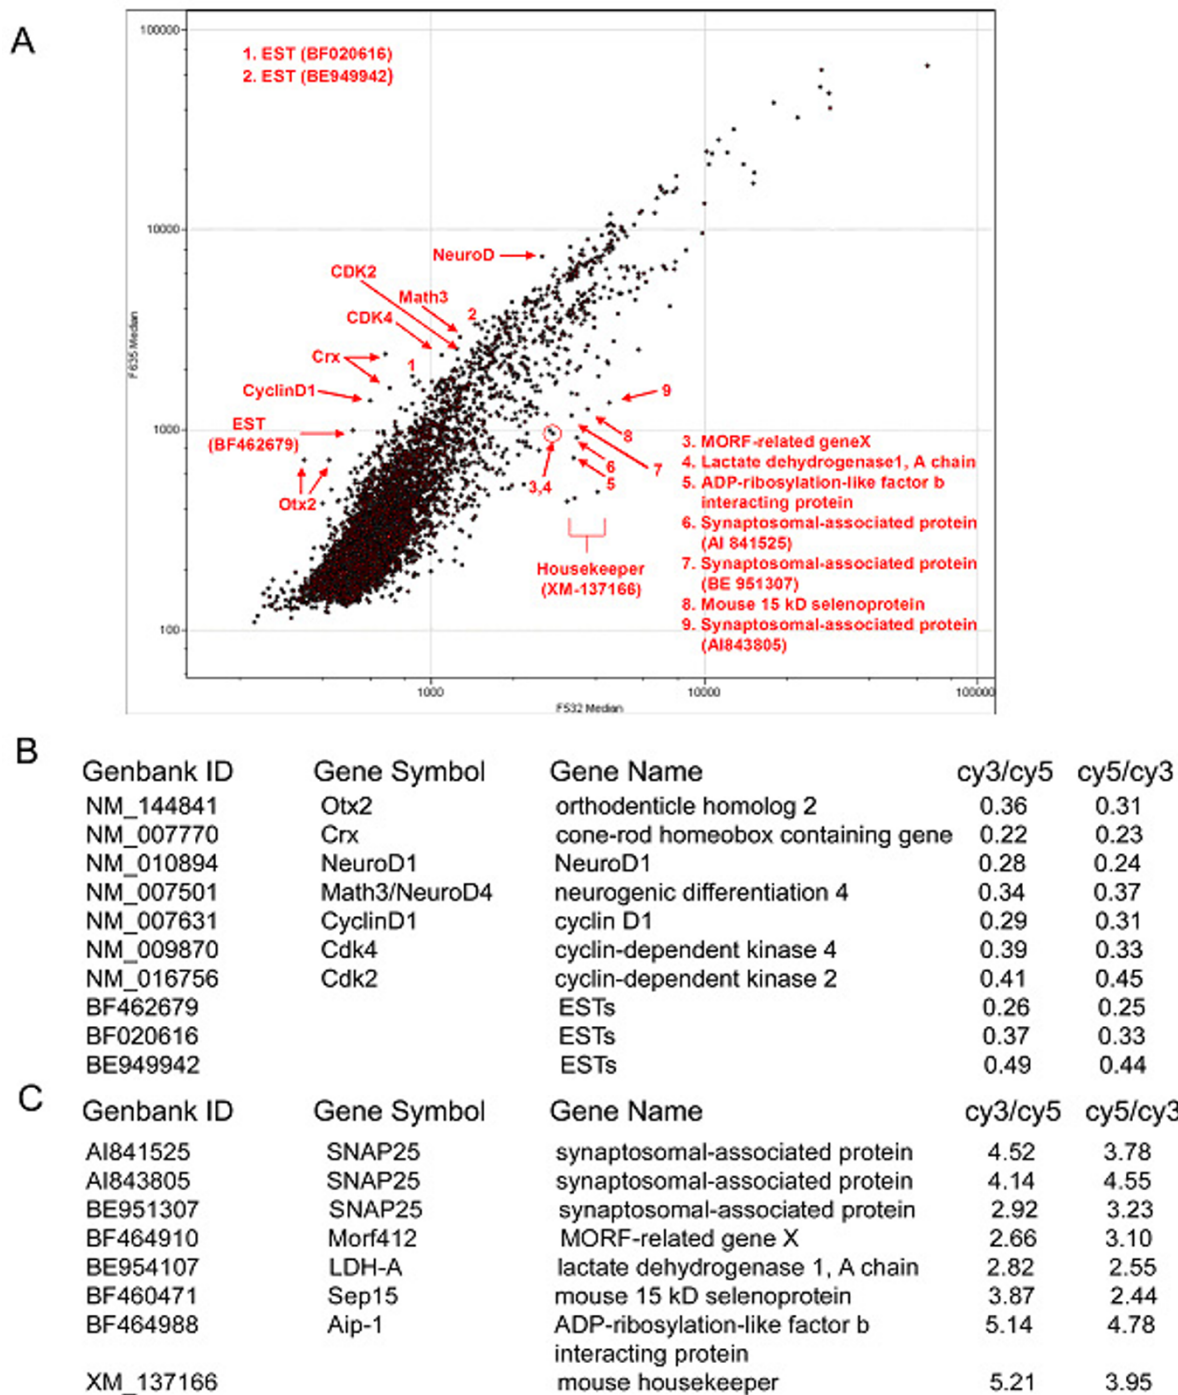 A
100000
1. EST (BF020616)
2. EST (BE949942)
10000
NeuroD
CDK2
Math3
2
CDK4
F635 Median
Crx
1
CyclinD1
9
EST
(BF462679)
1000
8
3. MORF-related geneX
6
7
4. Lactate dehydrogenase1, A chain
3,4
5
5. ADP-ribosylation-like factor b
interacting protein
Otx2
6. Synaptosomal-associated protein
(AI 841525)
Housekeeper
(XM-137166)
7. Synaptosomal-associated protein
(BE 951307)
8. Mouse 15 kD selenoprotein
9. Synaptosomal-associated protein
(AI843805)
100
1000 10000 100000
F532 Median
B
Genbank ID Gene Symbol Gene Name cy3/cy5 cy5/cy3
NM_144841 Otx2 orthodenticle homolog 2 0.36 0.31
NM_007770 Crx cone-rod homeobox containing gene 0.22 0.23
NM_010894 NeuroD1 NeuroD1 0.28 0.24
NM_007501 Math3/NeuroD4 neurogenic differentiation 4 0.34 0.37
NM_007631 CyclinD1 cyclin D1 0.29 0.31
NM_009870 Cdk4 cyclin-dependent kinase 4 0.39 0.33
NM_016756 Cdk2 cyclin-dependent kinase 2 0.41 0.45
BF462679 ESTs 0.26 0.25
BF020616 ESTs 0.37 0.33
BE949942 ESTs 0.49 0.44
C
Genbank ID Gene Symbol Gene Name cy3/cy5 cy5/cy3
AI841525 SNAP25 synaptosomal-associated protein 4.52 3.78
AI843805 SNAP25 synaptosomal-associated protein 4.14 4.55
BE951307 SNAP25 synaptosomal-associated protein 2.92 3.23
BF464910 Morf412 MORF-related gene X 2.66 3.10
BE954107 LDH-A lactate dehydrogenase 1, A chain 2.82 2.55
BF460471 Sep15 mouse 15 kD selenoprotein 3.87 2.44
BF464988 Aip-1 ADP-ribosylation-like factor b 5.14 4.78
interacting protein
XM_137166 mouse housekeeper 5.21 3.95